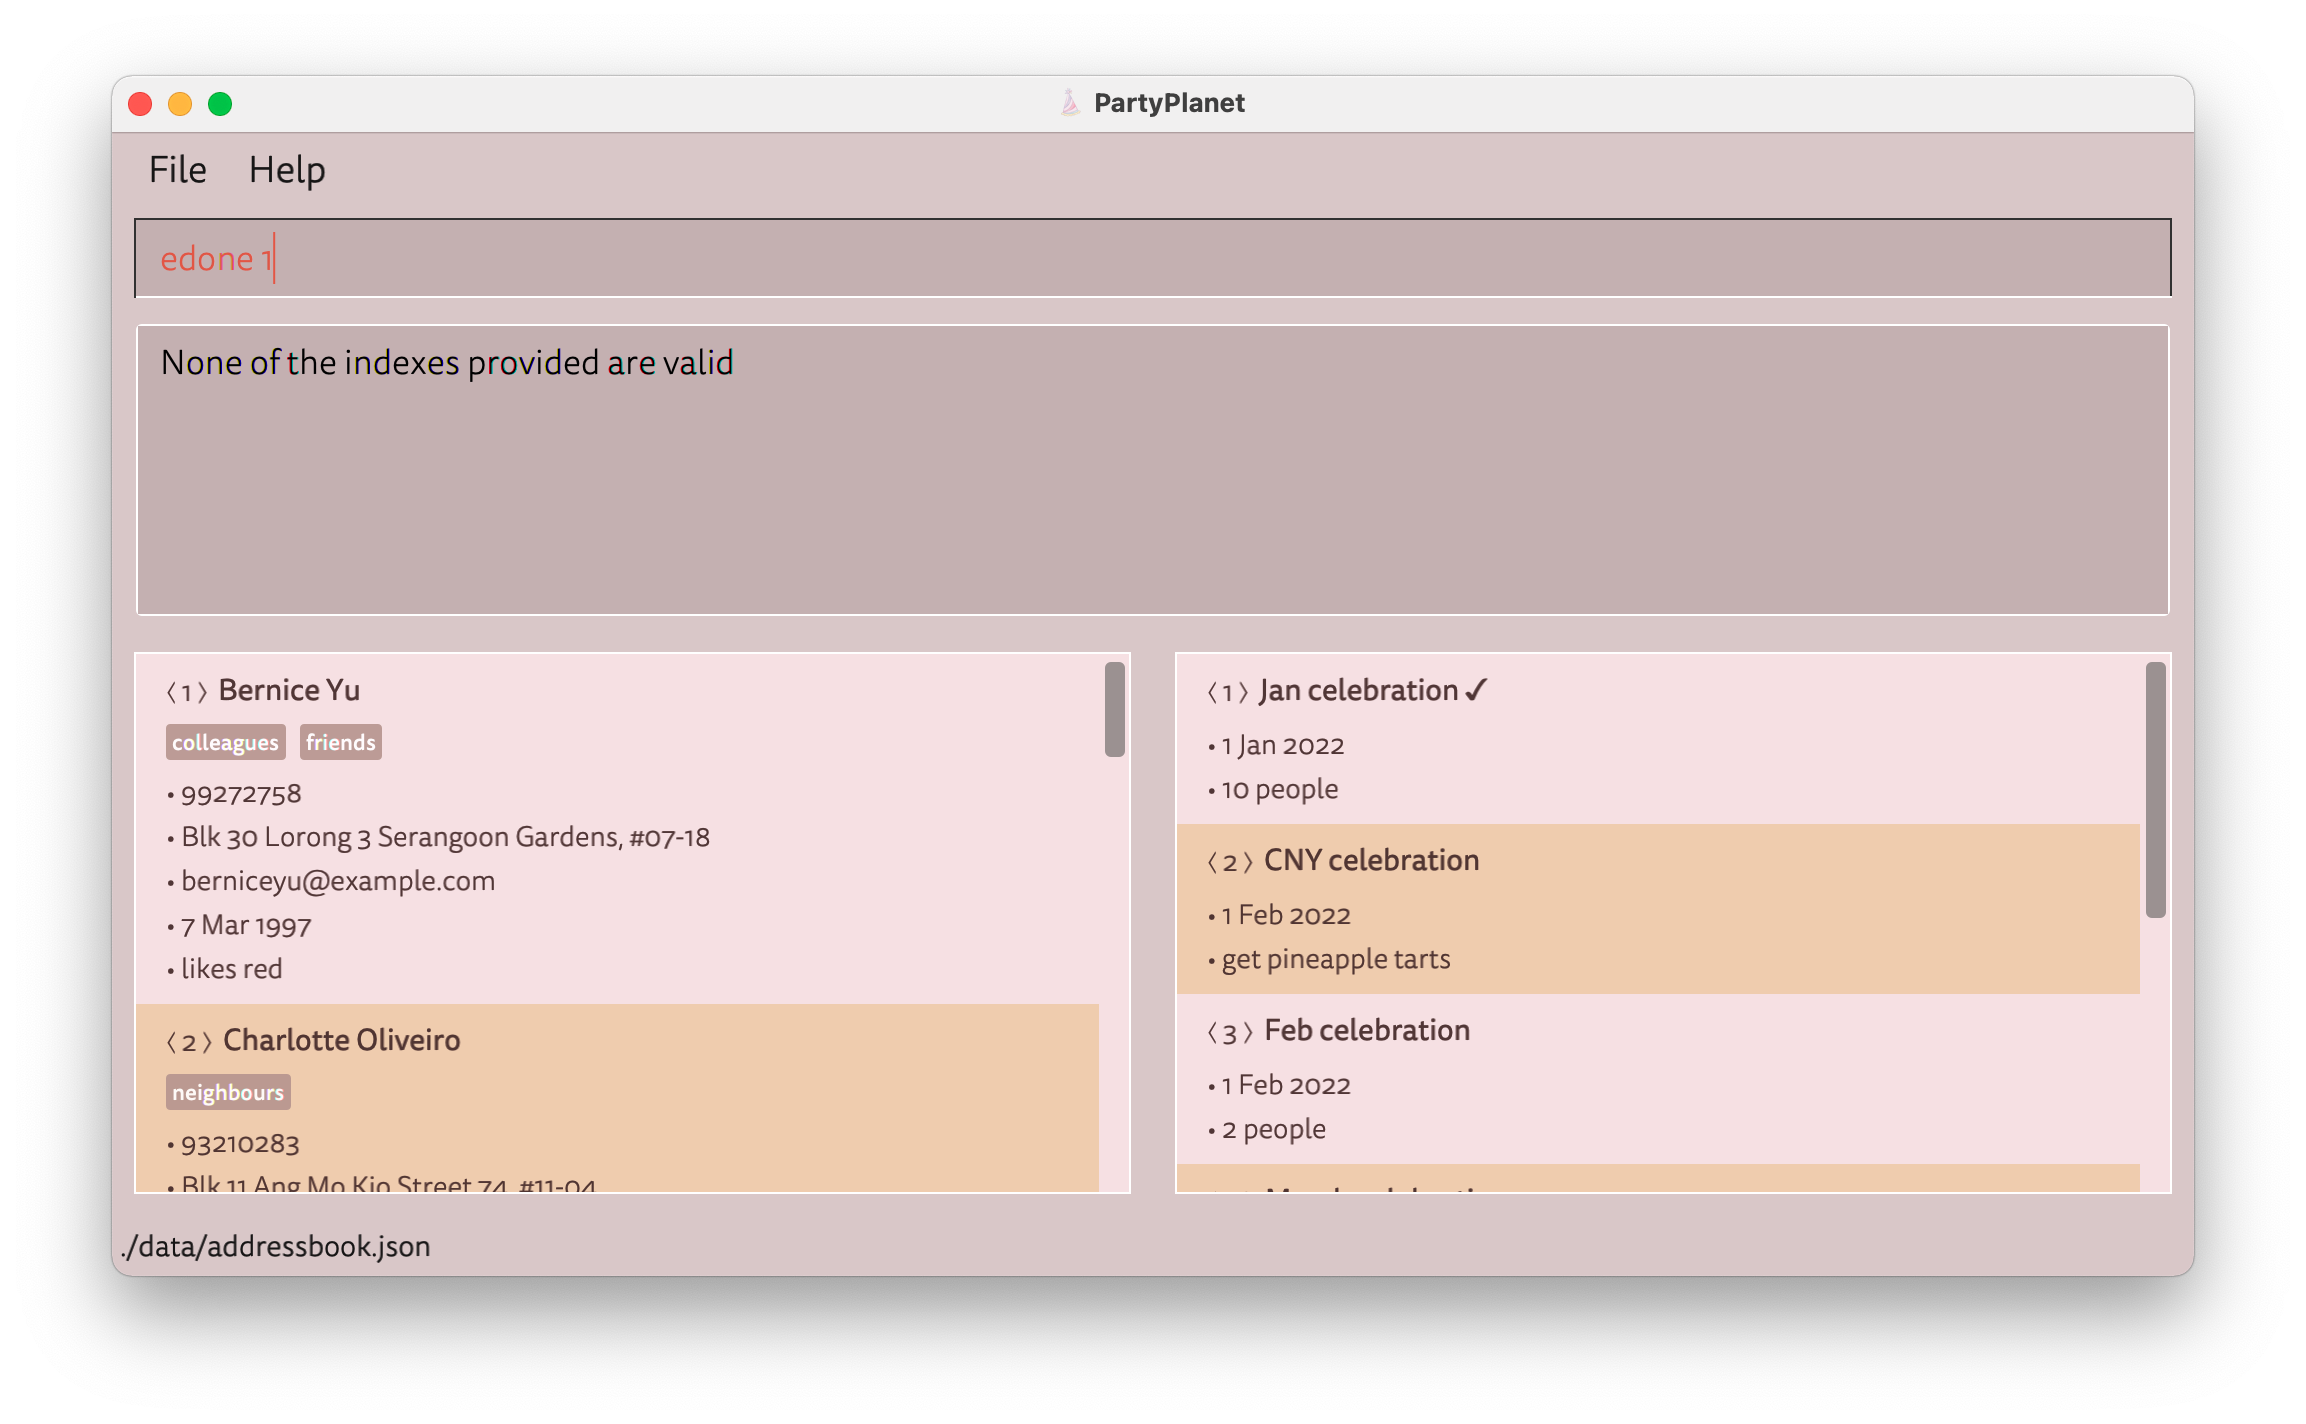 PartyPlanet
File Help
edone 1
None of the indexes provided are valid
⟨ 1 ⟩ Bernice Yu
colleagues friends
• 99272758
• Blk 30 Lorong 3 Serangoon Gardens, #07-18
• berniceyu@example.com
• 7 Mar 1997
• likes red
⟨ 2 ⟩ Charlotte Oliveiro
neighbours
• 93210283
• Blk 11 Ang Mo Kio Street 74, #11-04
⟨ 1 ⟩ Jan celebration ✓
• 1 Jan 2022
• 10 people
⟨ 2 ⟩ CNY celebration
• 1 Feb 2022
• get pineapple tarts
⟨ 3 ⟩ Feb celebration
• 1 Feb 2022
• 2 people
./data/addressbook.json